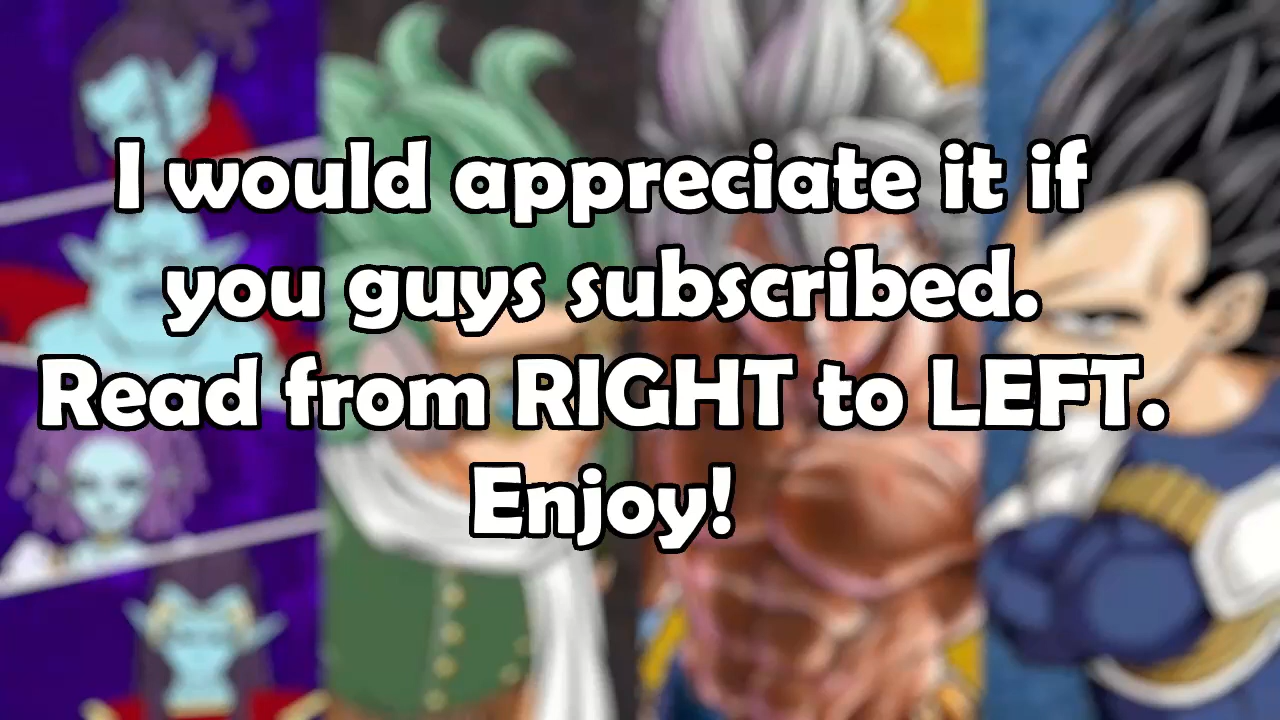 I would appreciate it if
you guys subscribed.
Read from RIGHT to LEFT.
Enjoy!